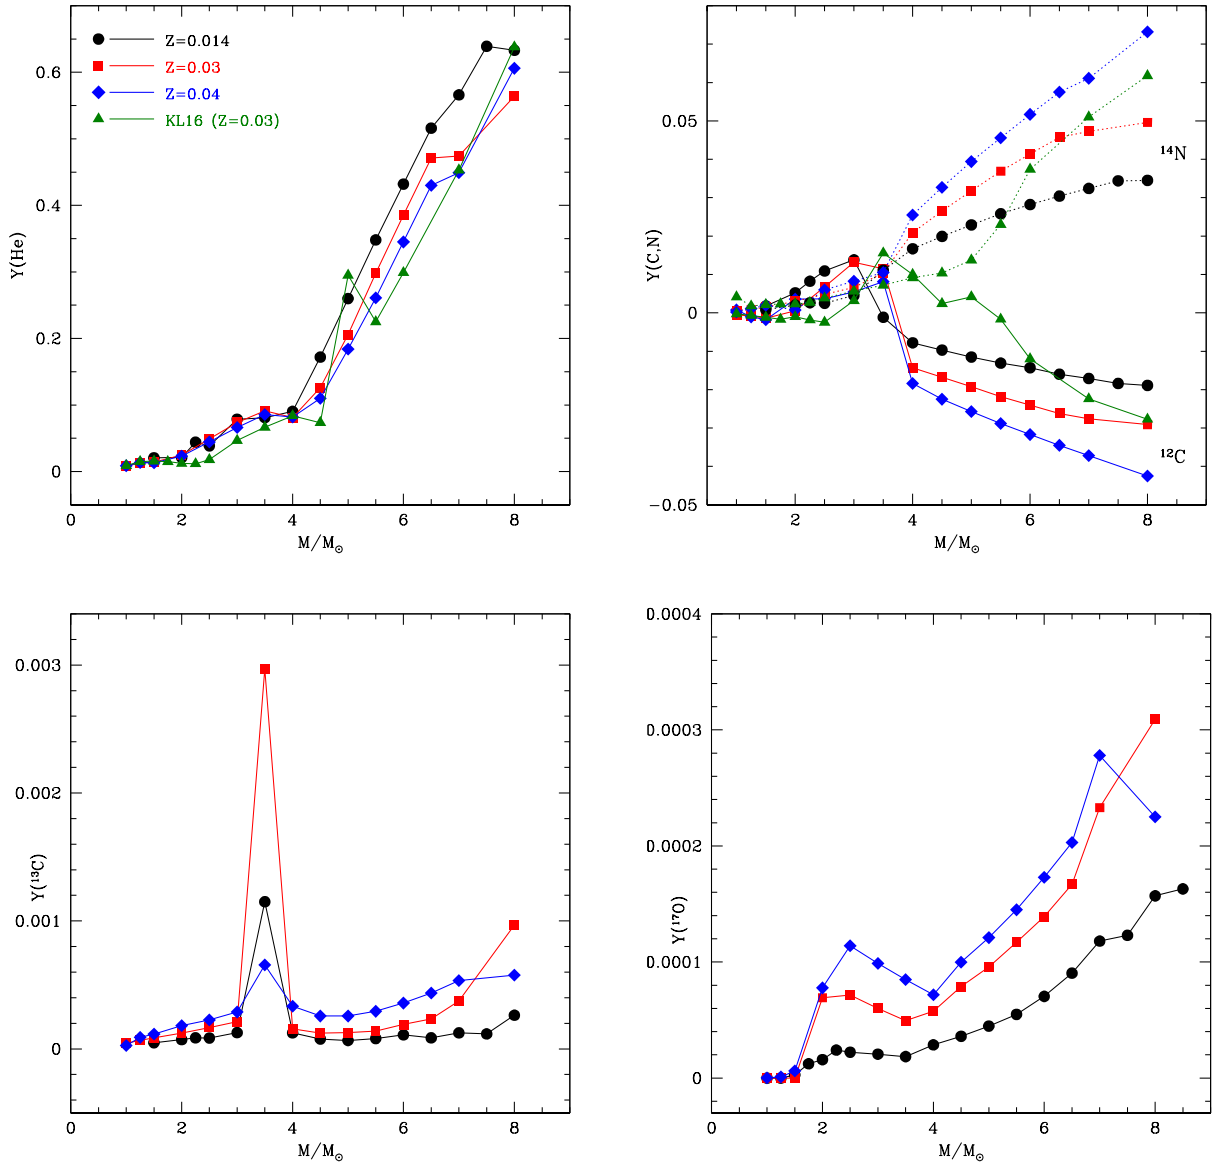 0.6
0.4
0.2
0
Y(He)
Z=0.014
Z=0.03
Z=0.04
KL16 (Z=0.03)
0 2 4 6 8
M/M☉
0.05
0
−0.05
Y(C,N)
¹⁴N
¹²C
2 4 6 8
M/M☉
0.003
0.002
0.001
0
Y(¹³C)
0 2 4 6 8
M/M☉
0.0004
0.0003
0.0002
0.0001
0
Y(¹⁷O)
0 2 4 6 8
M/M☉